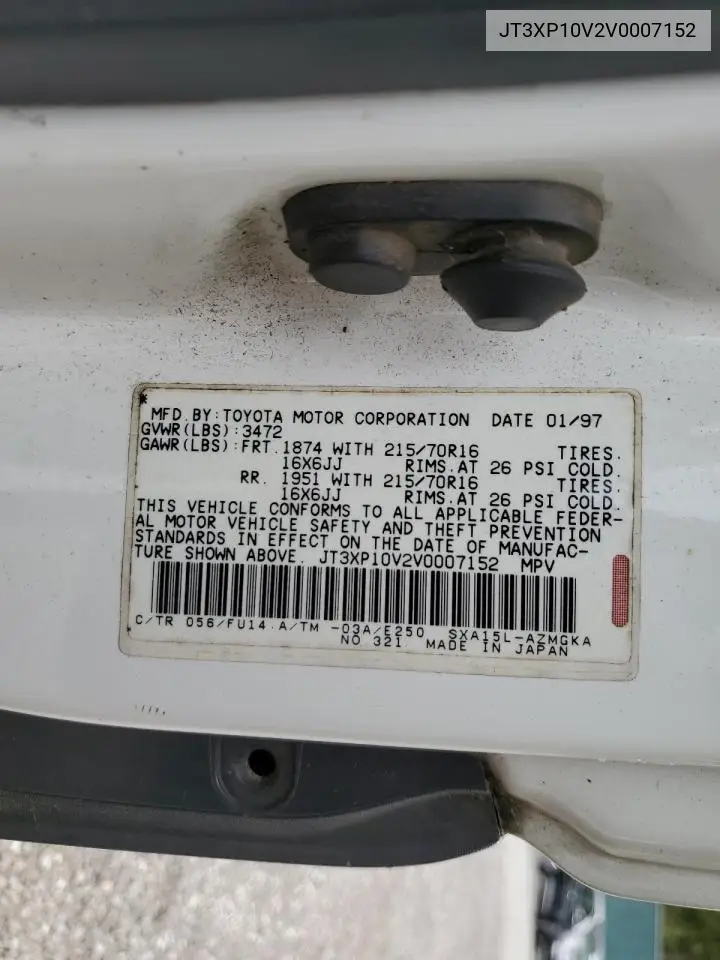 JT3XP10V2V0007152
MFD.BY:TOYOTA MOTOR CORPORATION DATE 01/97
GVWR(LBS):3472
GAWR(LBS):FRT.1874 WITH 215/70R16 TIRES.
16X6JJ RIMS.AT 26 PSI COLD.
RR. 1951 WITH 215/70R16 TIRES.
16X6JJ RIMS.AT 26 PSI COLD.
THIS VEHICLE CONFORMS TO ALL APPLICABLE FEDER-
AL MOTOR VEHICLE SAFETY AND THEFT PREVENTION
STANDARDS IN EFFECT ON THE DATE OF MANUFAC-
TURE SHOWN ABOVE. JT3XP10V2V0007152 MPV
C/TR 056/FU14 A/TM -03A/E250 SXA15L-AZMGKA
NO 321 MADE IN JAPAN